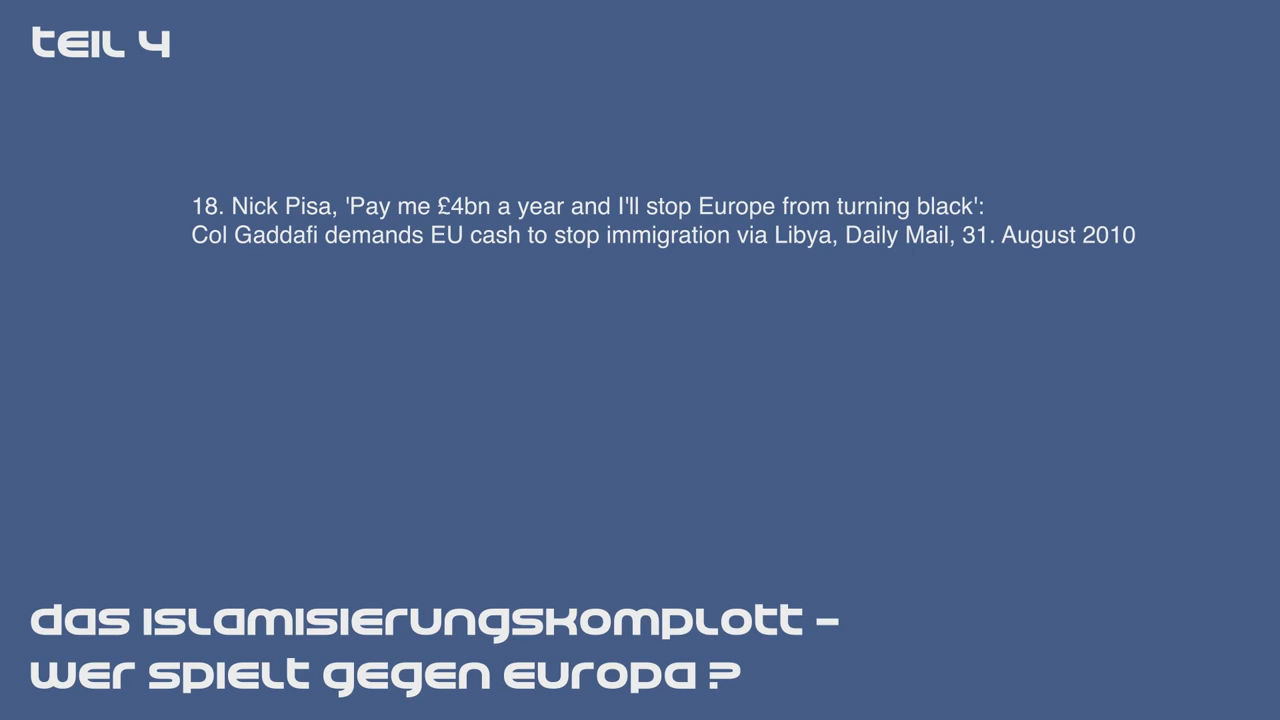 TEIL 4
18. Nick Pisa, 'Pay me £4bn a year and I'll stop Europe from turning black':
Col Gaddafi demands EU cash to stop immigration via Libya, Daily Mail, 31. August 2010
das Islamisierungskomplott –
wer spielt gegen Europa ?